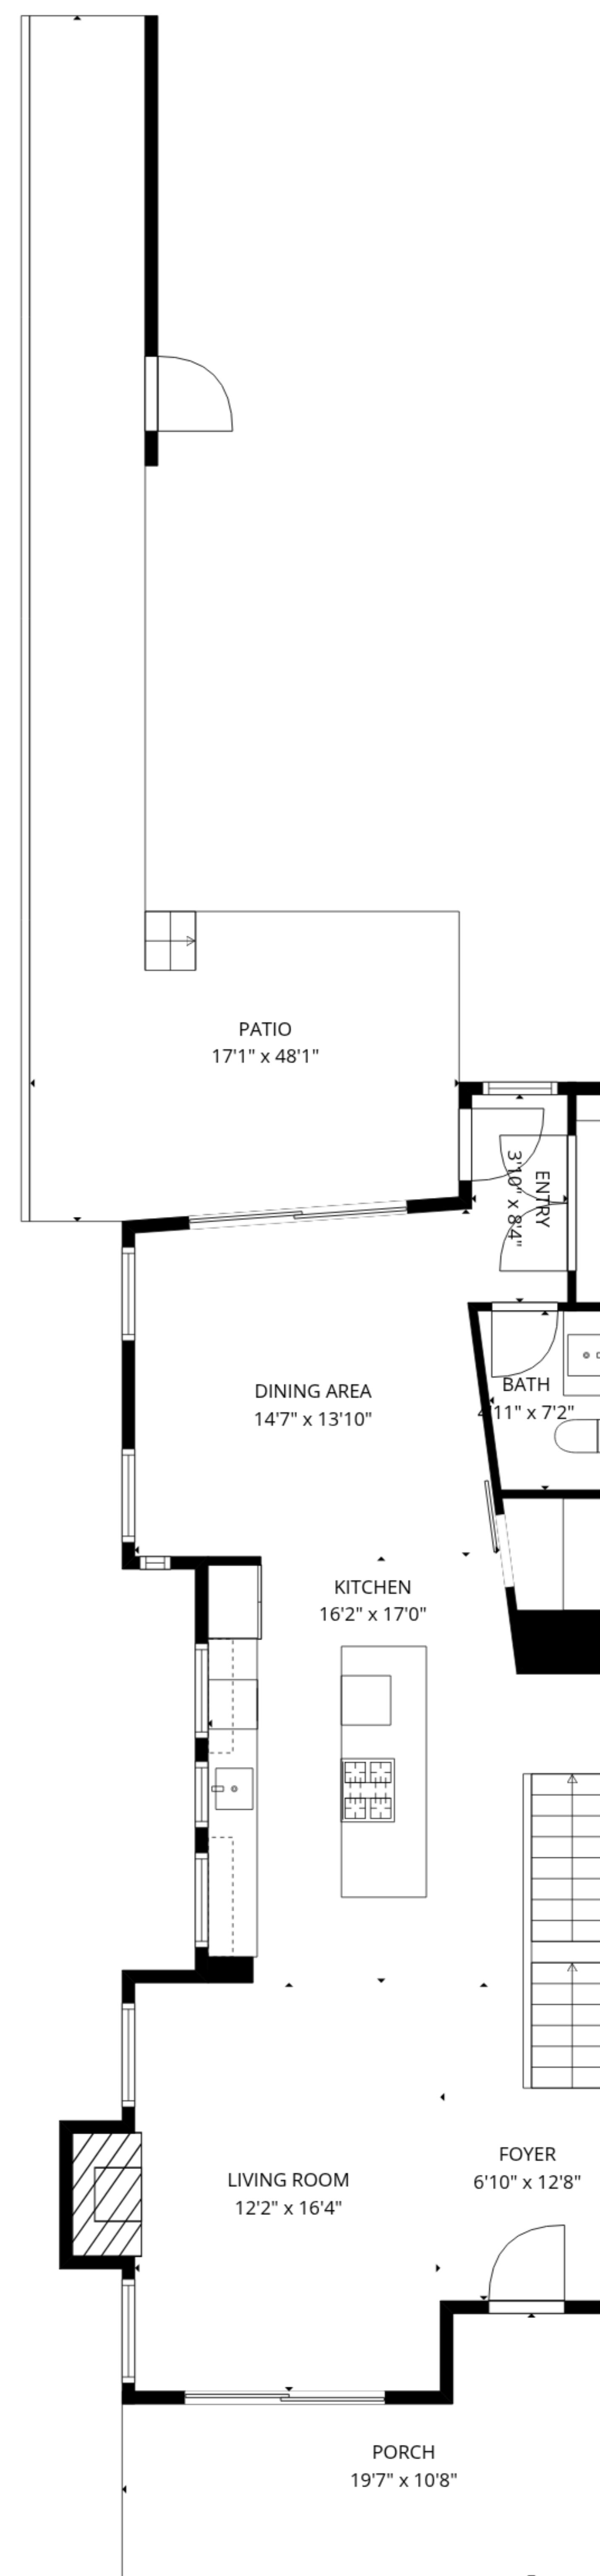 PATIO
17'1" x 48'1"
ENTRY
3'10" x 8'4"
DINING AREA
14'7" x 13'10"
BATH
4'11" x 7'2"
KITCHEN
16'2" x 17'0"
FOYER
6'10" x 12'8"
LIVING ROOM
12'2" x 16'4"
PORCH
19'7" x 10'8"